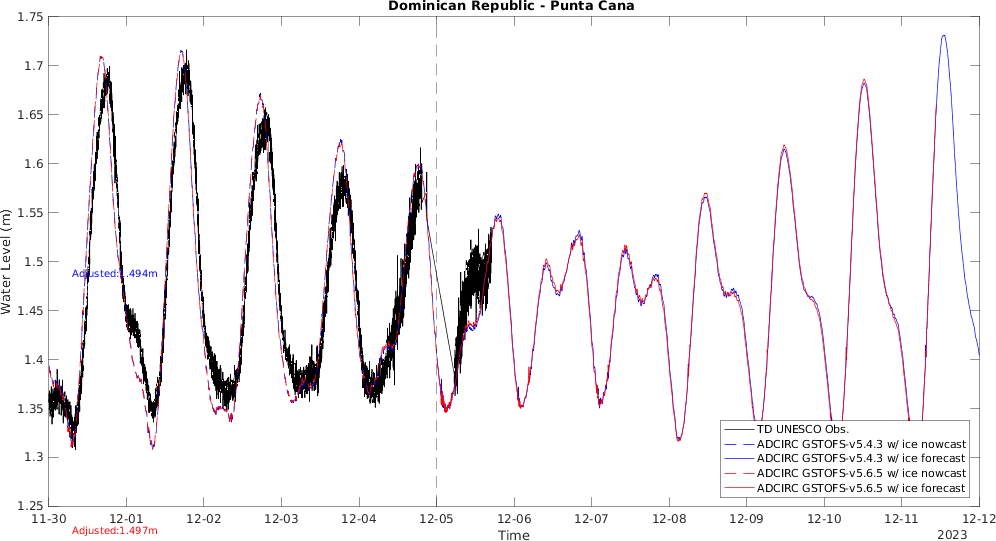 Dominican Republic - Punta Cana
1.75
1.7
1.65
1.6
1.55
1.5
1.45
1.4
1.35
1.3
1.25
Water Level (m)
Adjusted:1.494m
TD UNESCO Obs.
ADCIRC GSTOFS-v5.4.3 w/ ice nowcast
ADCIRC GSTOFS-v5.4.3 w/ ice forecast
ADCIRC GSTOFS-v5.6.5 w/ ice nowcast
ADCIRC GSTOFS-v5.6.5 w/ ice forecast
11-30 12-01 12-02 12-03 12-04 12-05 12-06 12-07 12-08 12-09 12-10 12-11 12-12
Adjusted:1.497m
Time
2023